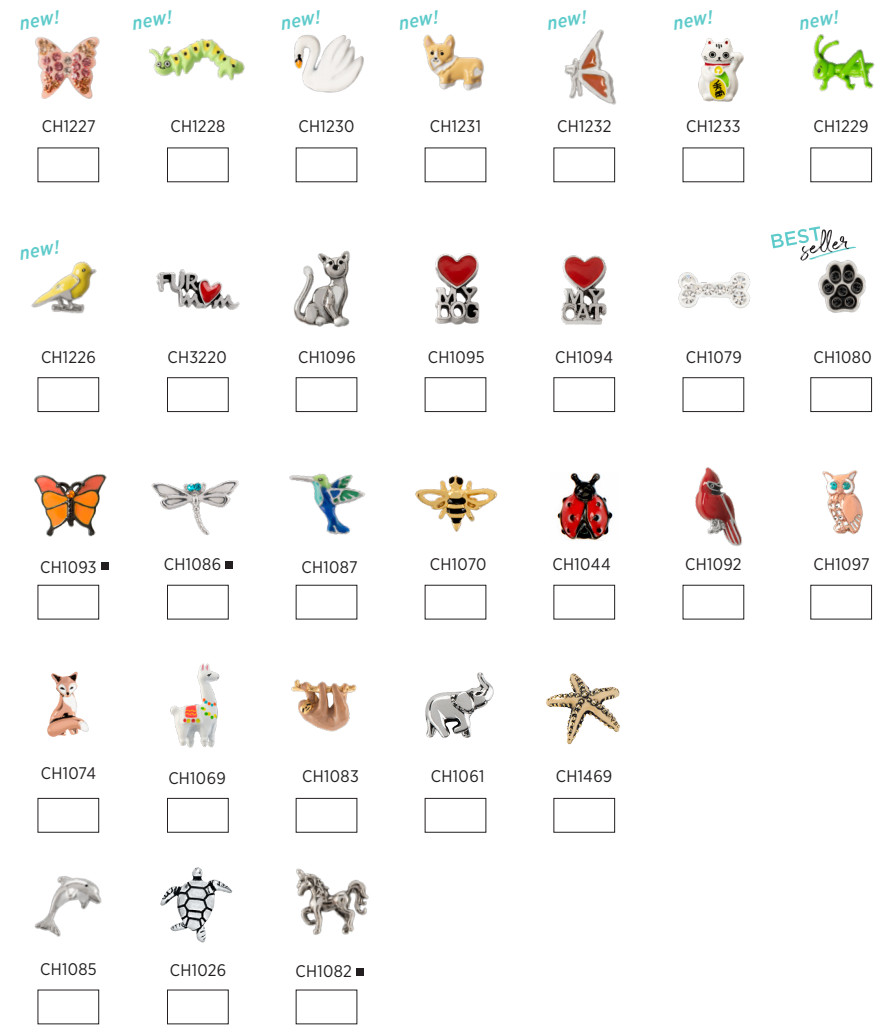 new! new! new! new! new! new! new!
CH1227 CH1228 CH1230 CH1231 CH1232 CH1233 CH1229
new! BEST seller
FUR mom
MY DOG
MY CAT
CH1226 CH3220 CH1096 CH1095 CH1094 CH1079 CH1080
CH1093 ■ CH1086 ■ CH1087 CH1070 CH1044 CH1092 CH1097
CH1074 CH1069 CH1083 CH1061 CH1469
CH1085 CH1026 CH1082 ■